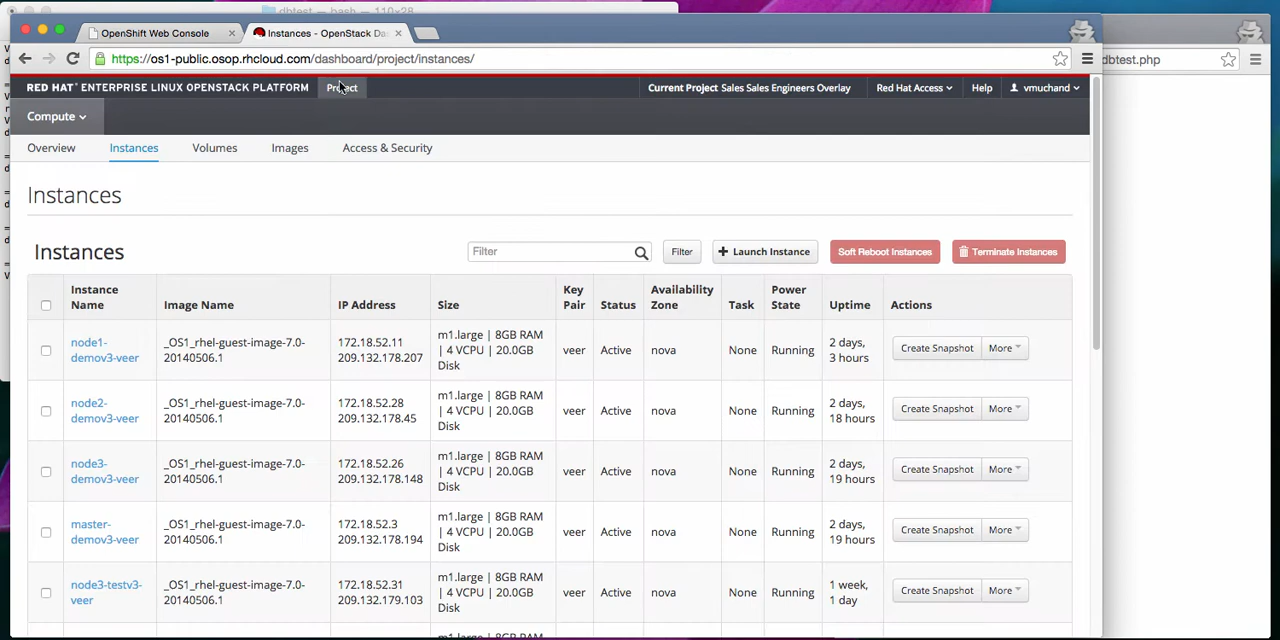 dbtest — bash — 110×28
OpenShift Web Console
Instances - OpenStack Das
https://os1-public.osop.rhcloud.com/dashboard/project/instances/
dbtest.php
RED HAT ENTERPRISE LINUX OPENSTACK PLATFORM
Project
Current Project Sales Sales Engineers Overlay
Red Hat Access
Help
vmuchand
Compute
Overview
Instances
Volumes
Images
Access & Security
Instances
Instances
Filter
Filter
+ Launch Instance
Soft Reboot Instances
Terminate Instances
Instance Name
Image Name
IP Address
Size
Key Pair
Status
Availability Zone
Task
Power State
Uptime
Actions
node1-
demov3-veer
_OS1_rhel-guest-image-7.0-
20140506.1
172.18.52.11
209.132.178.207
m1.large | 8GB RAM
| 4 VCPU | 20.0GB
Disk
veer
Active
nova
None
Running
2 days,
3 hours
Create Snapshot
More
node2-
demov3-veer
_OS1_rhel-guest-image-7.0-
20140506.1
172.18.52.28
209.132.178.45
m1.large | 8GB RAM
| 4 VCPU | 20.0GB
Disk
veer
Active
nova
None
Running
2 days,
18 hours
Create Snapshot
More
node3-
demov3-veer
_OS1_rhel-guest-image-7.0-
20140506.1
172.18.52.26
209.132.178.148
m1.large | 8GB RAM
| 4 VCPU | 20.0GB
Disk
veer
Active
nova
None
Running
2 days,
19 hours
Create Snapshot
More
master-
demov3-veer
_OS1_rhel-guest-image-7.0-
20140506.1
172.18.52.3
209.132.178.194
m1.large | 8GB RAM
| 4 VCPU | 20.0GB
Disk
veer
Active
nova
None
Running
2 days,
19 hours
Create Snapshot
More
node3-testv3-
veer
_OS1_rhel-guest-image-7.0-
20140506.1
172.18.52.31
209.132.179.103
m1.large | 8GB RAM
| 4 VCPU | 20.0GB
Disk
veer
Active
nova
None
Running
1 week,
1 day
Create Snapshot
More
m1.large | 8GB RAM